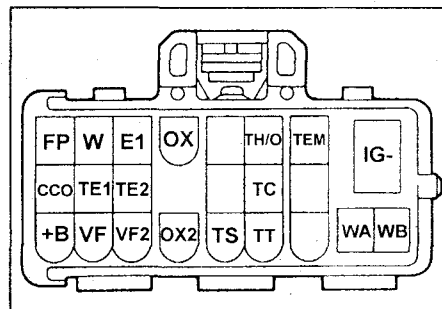 FP W E1 OX TH/O TEM IG-
CCO TE1 TE2 TC
+B VF VF2 OX2 TS TT WA WB